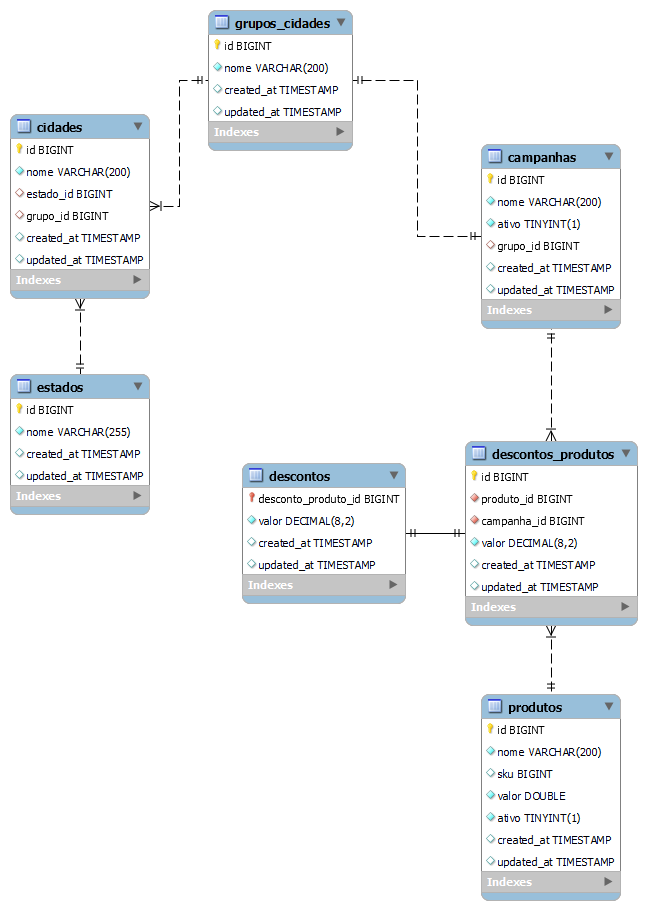 grupos_cidades
id BIGINT
nome VARCHAR(200)
created_at TIMESTAMP
updated_at TIMESTAMP
Indexes
cidades
id BIGINT
nome VARCHAR(200)
estado_id BIGINT
grupo_id BIGINT
created_at TIMESTAMP
updated_at TIMESTAMP
Indexes
campanhas
id BIGINT
nome VARCHAR(200)
ativo TINYINT(1)
grupo_id BIGINT
created_at TIMESTAMP
updated_at TIMESTAMP
Indexes
estados
id BIGINT
nome VARCHAR(255)
created_at TIMESTAMP
updated_at TIMESTAMP
Indexes
descontos
desconto_produto_id BIGINT
valor DECIMAL(8,2)
created_at TIMESTAMP
updated_at TIMESTAMP
Indexes
descontos_produtos
id BIGINT
produto_id BIGINT
campanha_id BIGINT
valor DECIMAL(8,2)
created_at TIMESTAMP
updated_at TIMESTAMP
Indexes
produtos
id BIGINT
nome VARCHAR(200)
sku BIGINT
valor DOUBLE
ativo TINYINT(1)
created_at TIMESTAMP
updated_at TIMESTAMP
Indexes